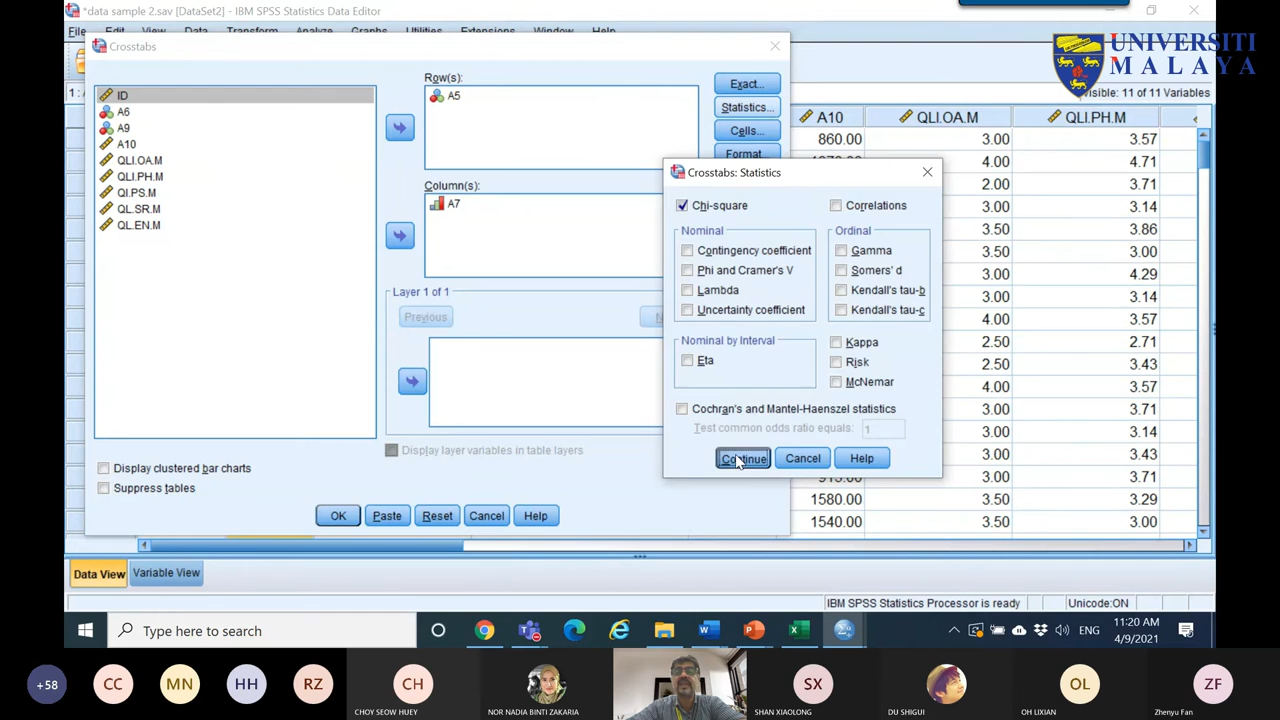 *data sample 2.sav [DataSet2] - IBM SPSS Statistics Data Editor
File Edit View Data Transform Analyze Graphs Utilities Extensions Window Help
UNIVERSITI
MALAYA
Visible: 11 of 11 Variables
Crosstabs
ID
A6
A9
A10
QLI.OA.M
QLI.PH.M
QI.PS.M
QL.SR.M
QL.EN.M
Row(s):
A5
Column(s):
A7
Layer 1 of 1
Previous
Display layer variables in table layers
Exact...
Statistics...
Cells...
Format...
Display clustered bar charts
Suppress tables
OK Paste Reset Cancel Help
Crosstabs: Statistics
Chi-square Correlations
Nominal
Contingency coefficient
Phi and Cramer's V
Lambda
Uncertainty coefficient
Ordinal
Gamma
Somers' d
Kendall's tau-b
Kendall's tau-c
Nominal by Interval
Eta
Kappa
Risk
McNemar
Cochran's and Mantel-Haenszel statistics
Test common odds ratio equals: 1
Continue Cancel Help
A10 QLI.OA.M QLI.PH.M
860.00 3.00 3.57
4.00 4.71
2.00 3.71
3.00 3.14
3.50 3.86
3.00 4.29
3.00 3.14
4.00 3.57
2.50 2.71
2.50 3.43
4.00 3.57
3.00 3.71
3.00 3.14
3.00 3.43
3.00 3.71
1580.00 3.50 3.29
1540.00 3.50 3.00
Data View Variable View
IBM SPSS Statistics Processor is ready Unicode:ON
Type here to search
ENG
11:20 AM
4/9/2021
+58 CC MN HH RZ CH SX OL ZF
CHOY SEOW HUEY NOR NADIA BINTI ZAKARIA SHAN XIAOLONG DU SHIGUI OH LIXIAN Zhenyu Fan